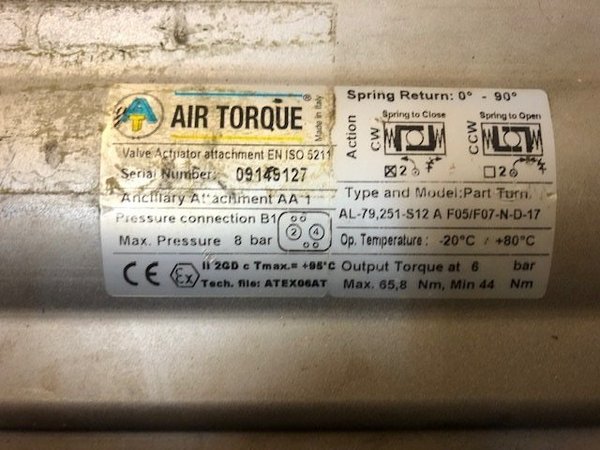 AT
AIR TORQUE ®
Made in Italy
Valve Actuator attachment EN ISO 5211
Serial Number: 09149127
Ancillary Attachment AA 1
Pressure connection B1
2 4
Max. Pressure 8 bar
CE Ex II 2GD c Tmax.= +95°C
Tech. file: ATEX06AT
Spring Return: 0° - 90°
Action
CW
Spring to Close
2
CCW
Spring to Open
2
Type and Model:Part Turn.
AL-79,251-S12 A F05/F07-N-D-17
Op. Temperature: -20°C / +80°C
Output Torque at 6 bar
Max. 65,8 Nm, Min 44 Nm